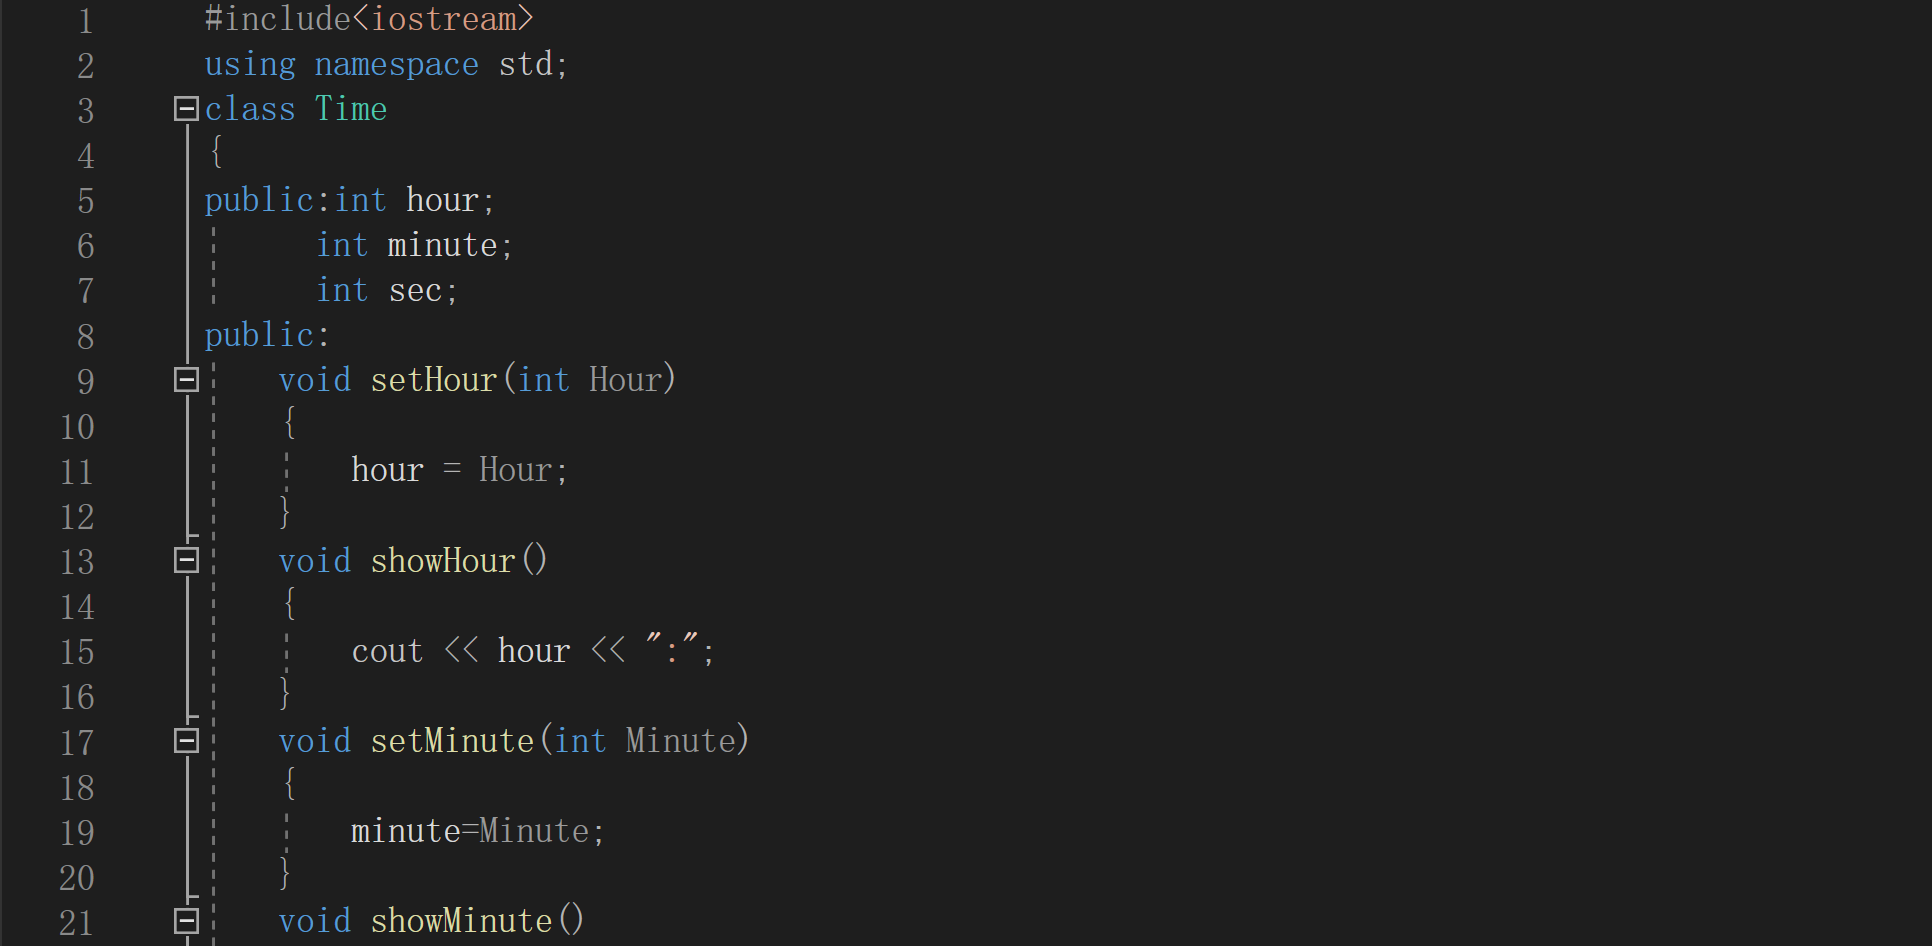 1 #include<iostream>
2 using namespace std;
3 class Time
4 {
5 public:int hour;
6 int minute;
7 int sec;
8 public:
9 void setHour(int Hour)
10 {
11 hour = Hour;
12 }
13 void showHour()
14 {
15 cout << hour << ":";
16 }
17 void setMinute(int Minute)
18 {
19 minute=Minute;
20 }
21 void showMinute()